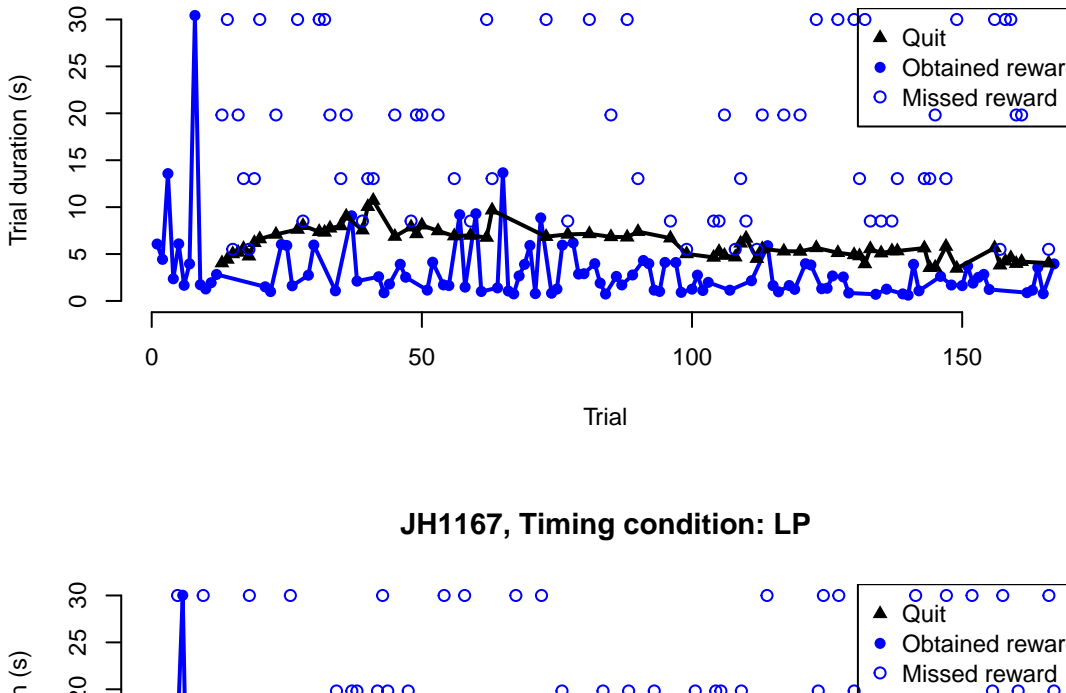 30
25
20
15
10
5
0
Trial duration (s)
Quit
Obtained rewar
Missed reward
0 50 100 150
Trial
JH1167, Timing condition: LP
30
25
20
n (s)
Quit
Obtained rewar
Missed reward